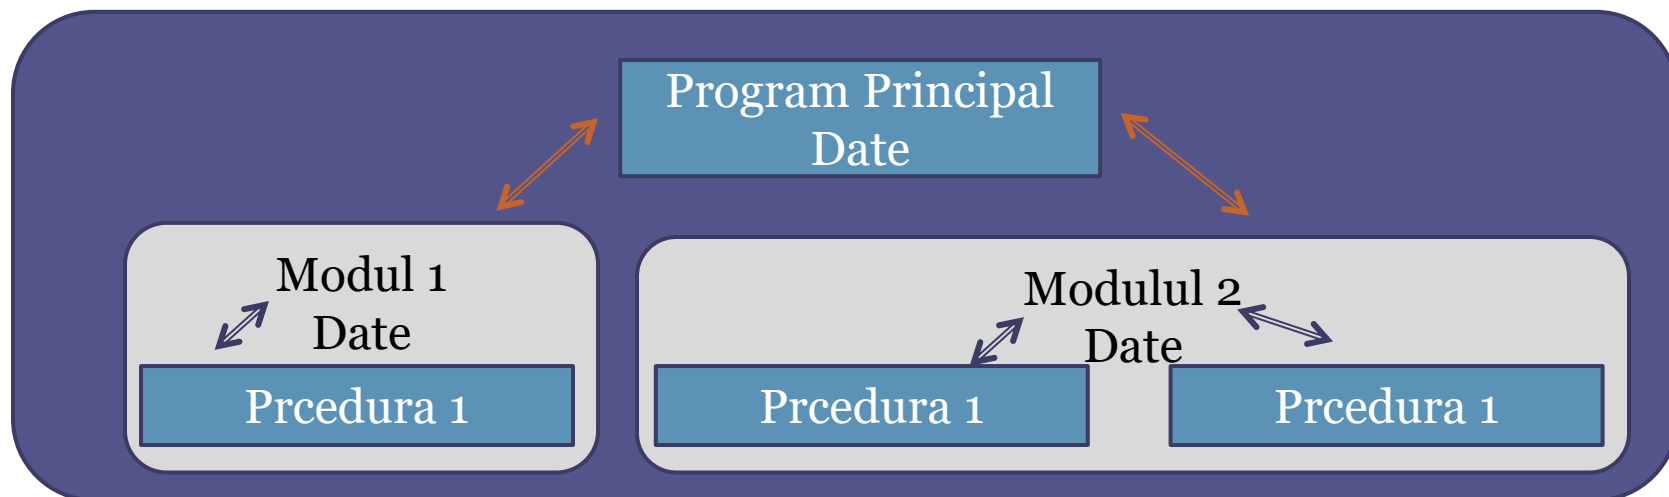 Program Principal
Date
Modul 1
Date
Modulul 2
Date
Prcedura 1
Prcedura 1
Prcedura 1